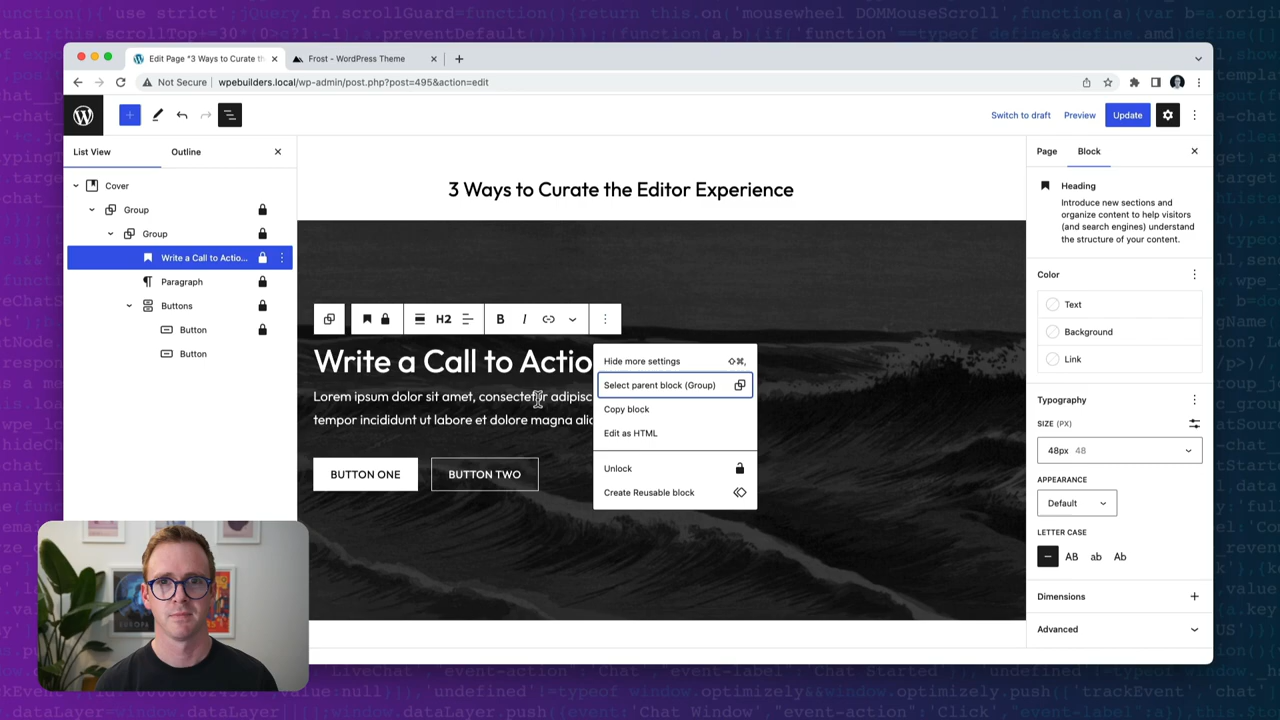 Edit Page "3 Ways to Curate th
Frost - WordPress Theme
Not Secure
wpebuilders.local/wp-admin/post.php?post=495&action=edit
Switch to draft
Preview
Update
List View
Outline
Cover
Group
Group
Write a Call to Actio...
Paragraph
Buttons
Button
Button
3 Ways to Curate the Editor Experience
H2
B
I
Write a Call to Actio
Lorem ipsum dolor sit amet, consectetur adipisc
tempor incididunt ut labore et dolore magna aliq
BUTTON ONE
BUTTON TWO
Hide more settings ⇧⌘,
Select parent block (Group)
Copy block
Edit as HTML
Unlock
Create Reusable block
Page
Block
Heading
Introduce new sections and
organize content to help visitors
(and search engines) understand
the structure of your content.
Color
Text
Background
Link
Typography
SIZE (PX)
48px 48
APPEARANCE
Default
LETTER CASE
AB
ab
Ab
Dimensions
Advanced